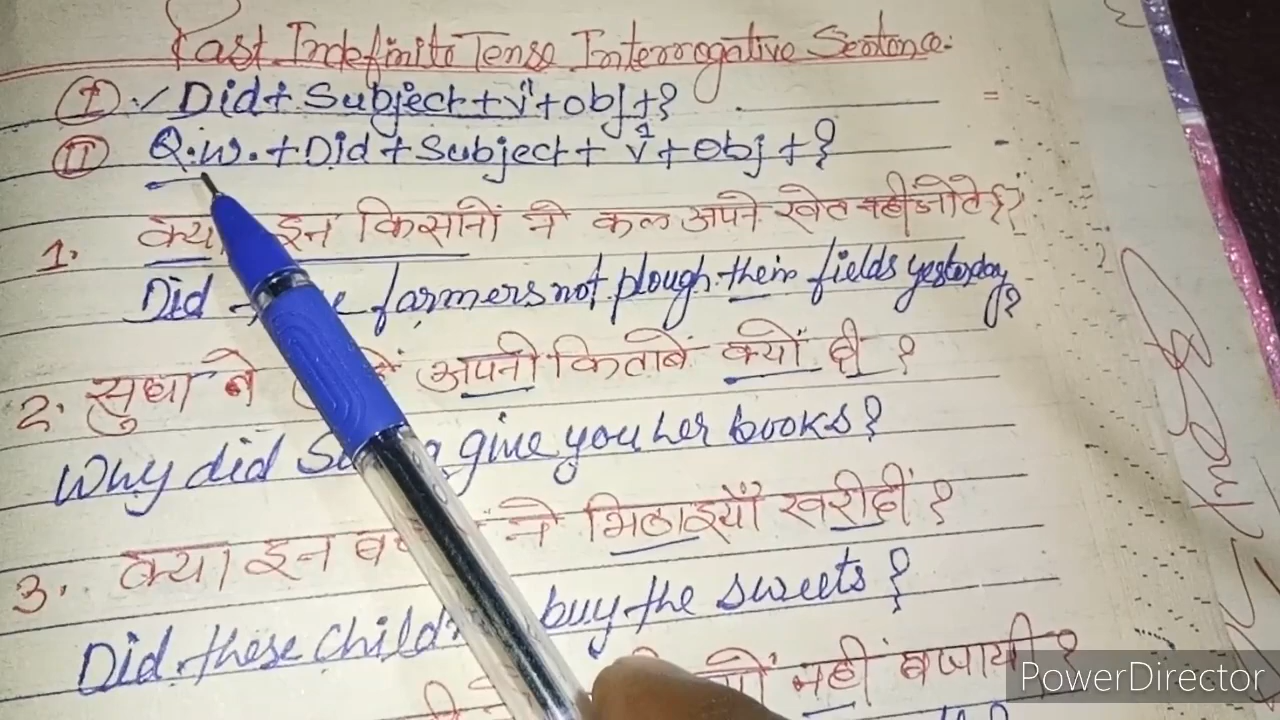 Past Indefinite Tense Interrogative Sentence.
(I) Did + Subject + V¹ + Obj + ?
(II) Q.W. + Did + Subject + V¹ + Obj + ?
1. क्या इन किसानों ने कल अपने खेत नहीं जोते ?
Did farmers not plough their fields yesterday ?
2. सुधा ने अपनी किताबें क्यों दी ?
Why did give you her books ?
3. क्या इन ने मिठाइयाँ खरीदीं ?
Did these buy the sweets ?
नहीं बजायी ?
PowerDirector